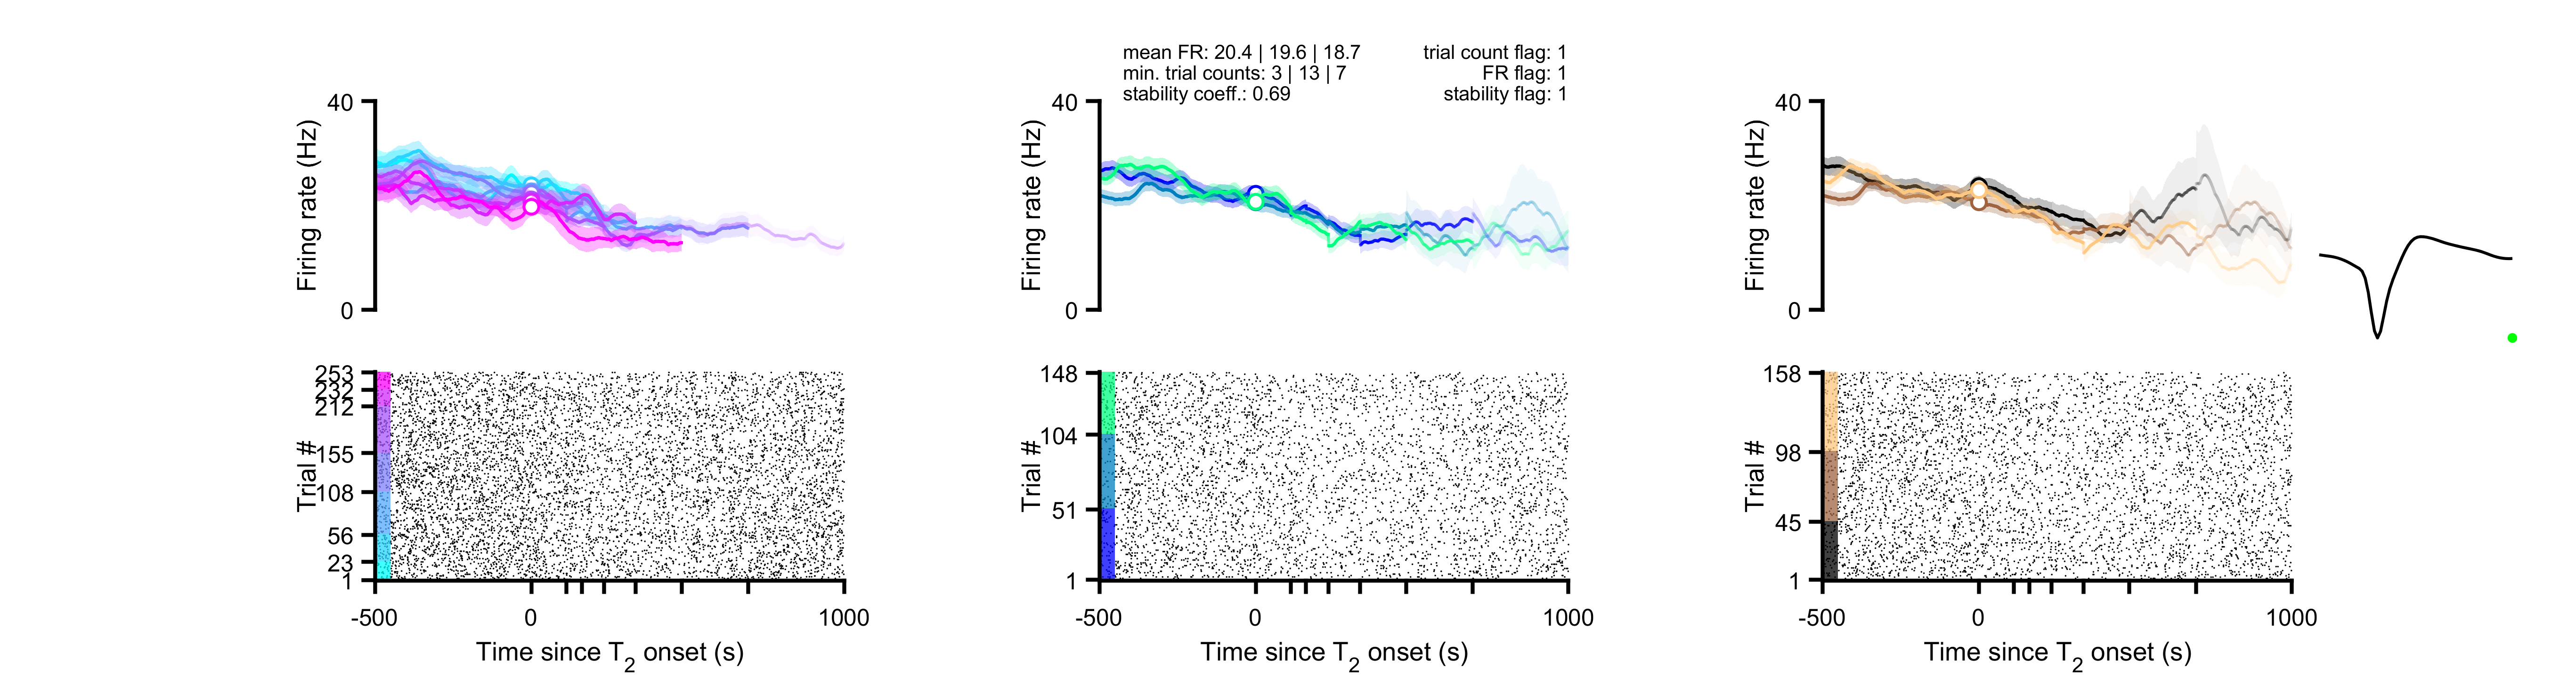 mean FR: 20.4 | 19.6 | 18.7
min. trial counts: 3 | 13 | 7
stability coeff.: 0.69
trial count flag: 1
FR flag: 1
stability flag: 1
Firing rate (Hz)
40
0
Firing rate (Hz)
40
0
Firing rate (Hz)
40
0
Trial #
253
232
212
155
108
56
23
1
-500
0
1000
Time since T2 onset (s)
Trial #
148
104
51
1
-500
0
1000
Time since T2 onset (s)
Trial #
158
98
45
1
-500
0
1000
Time since T2 onset (s)